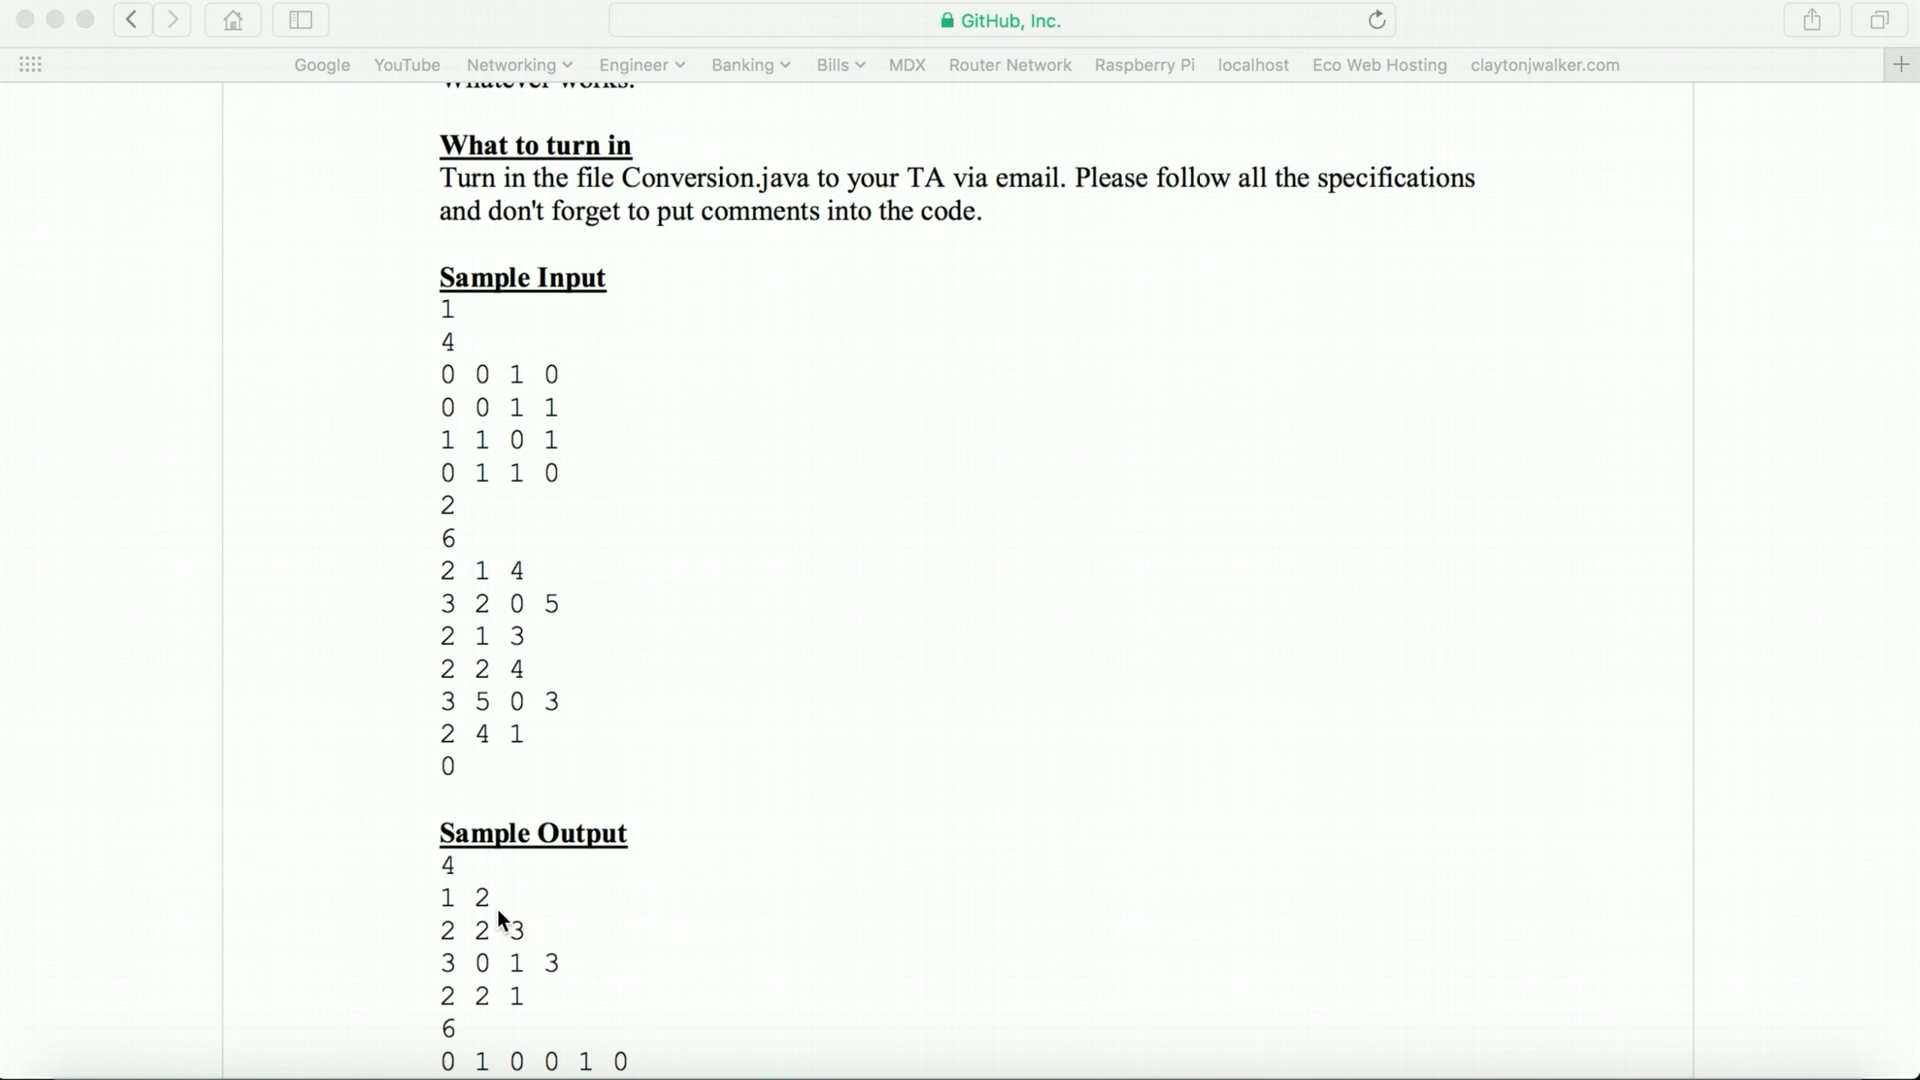 GitHub, Inc.
Google YouTube Networking Engineer Banking Bills MDX Router Network Raspberry Pi localhost Eco Web Hosting claytonjwalker.com
Whatever works.
What to turn in
Turn in the file Conversion.java to your TA via email. Please follow all the specifications
and don't forget to put comments into the code.
Sample Input
1
4
0 0 1 0
0 0 1 1
1 1 0 1
0 1 1 0
2
6
2 1 4
3 2 0 5
2 1 3
2 2 4
3 5 0 3
2 4 1
0
Sample Output
4
1 2
2 2 3
3 0 1 3
2 2 1
6
0 1 0 0 1 0